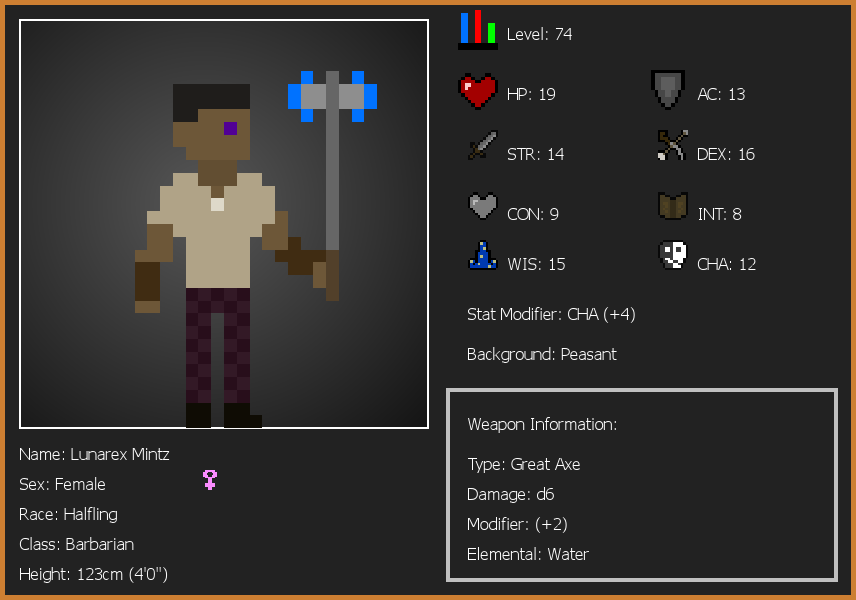 Level: 74
HP: 19
AC: 13
STR: 14
DEX: 16
CON: 9
INT: 8
WIS: 15
CHA: 12
Stat Modifier: CHA (+4)
Background: Peasant
Weapon Information:
Type: Great Axe
Damage: d6
Modifier: (+2)
Elemental: Water
Name: Lunarex Mintz
Sex: Female
Race: Halfling
Class: Barbarian
Height: 123cm (4'0")